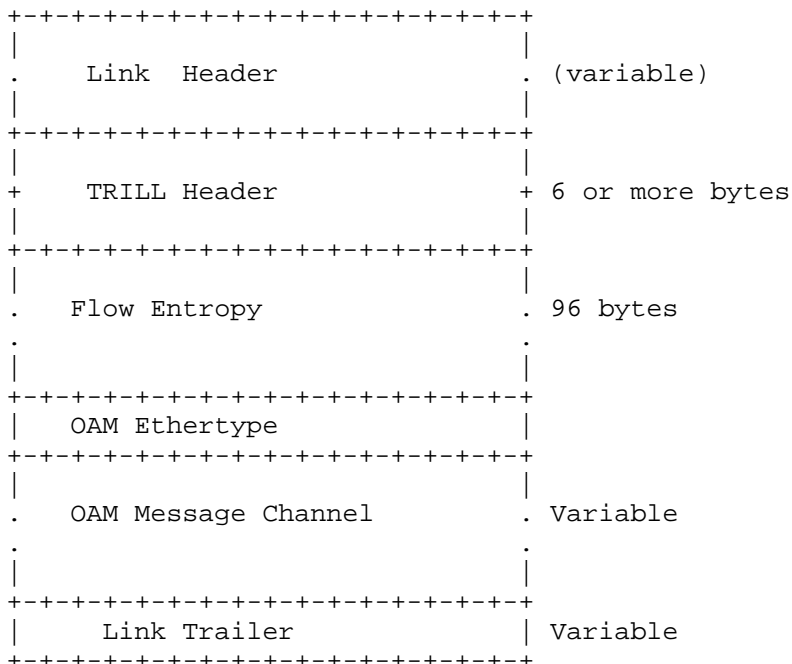 +-+-+-+-+-+-+-+-+-+-+-+-+-+-+-+-+
|                               |
.    Link  Header               . (variable)
|                               |
+-+-+-+-+-+-+-+-+-+-+-+-+-+-+-+-+
|                               |
+    TRILL Header               + 6 or more bytes
|                               |
+-+-+-+-+-+-+-+-+-+-+-+-+-+-+-+-+
|                               |
.   Flow Entropy                . 96 bytes
.                               .
|                               |
+-+-+-+-+-+-+-+-+-+-+-+-+-+-+-+-+
|   OAM Ethertype               |
+-+-+-+-+-+-+-+-+-+-+-+-+-+-+-+-+
|                               |
.   OAM Message Channel         . Variable
.                               .
|                               |
+-+-+-+-+-+-+-+-+-+-+-+-+-+-+-+-+
|     Link Trailer              | Variable
+-+-+-+-+-+-+-+-+-+-+-+-+-+-+-+-+